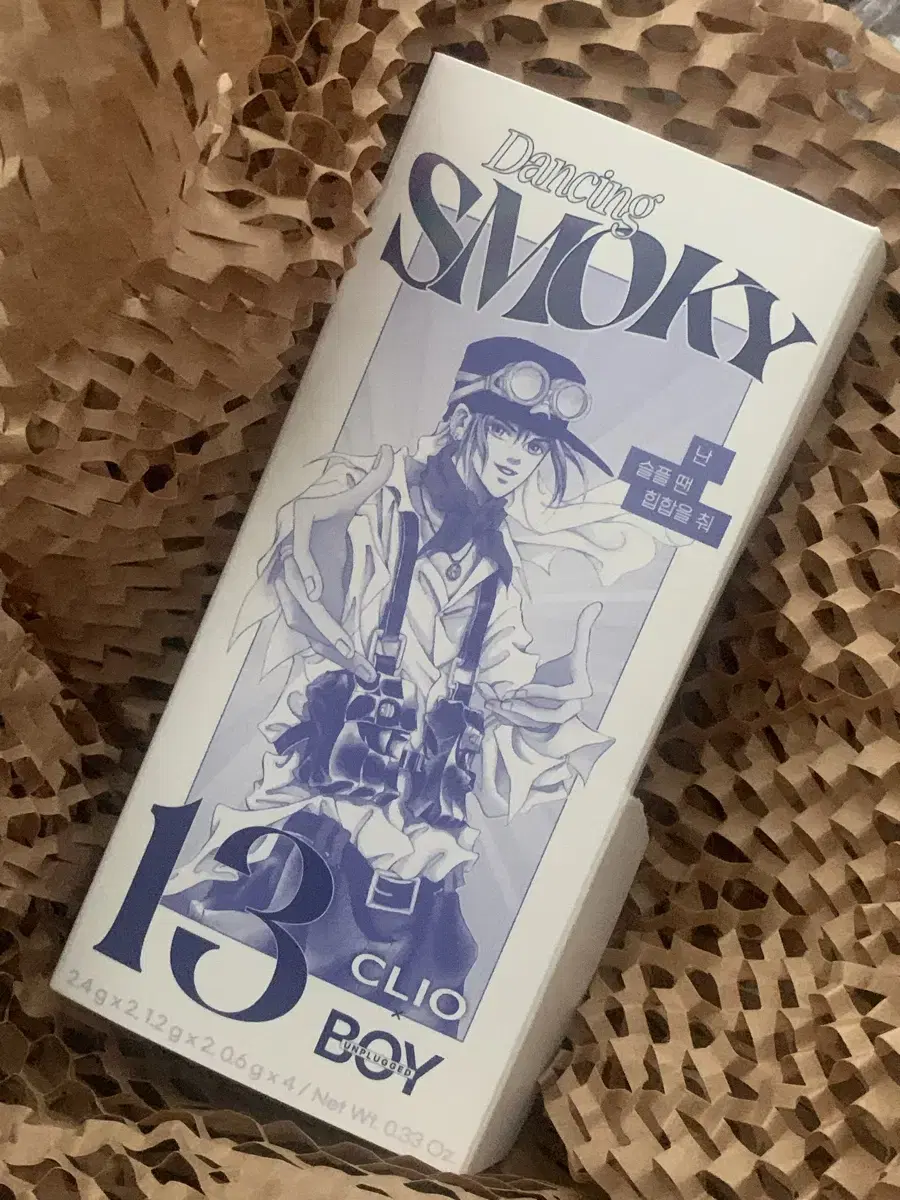 Dancing
SMOKY
난
슬플 땐
힙합을 춰
13
CLIO
×
BOY
UNPLUGGED
2.4 g x 2 1.2 g x 2 0.6 g x 4 / Net Wt. 0.33 Oz.